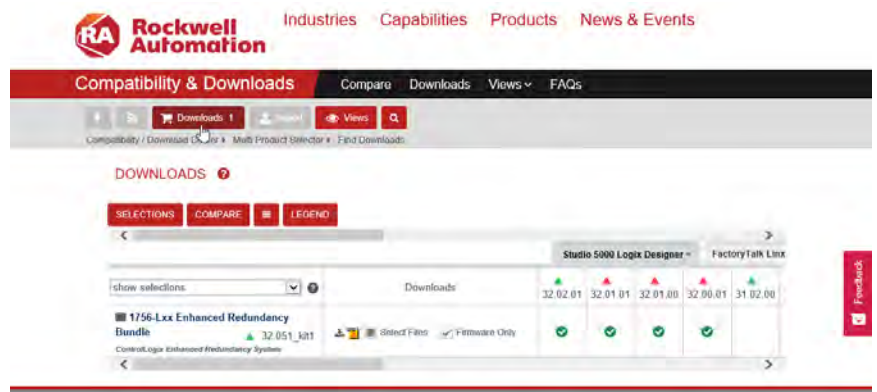 Rockwell Automation
Industries Capabilities Products News & Events
Compatibility & Downloads
Compare Downloads Views FAQs
Downloads 1
Views
Compatibility / Download Multi Product Selector Find Downloads
DOWNLOADS
SELECTIONS COMPARE LEGEND
Studio 5000 Logix Designer FactoryTalk Linx
show selections Downloads 32.02.01 32.01.01 32.01.00 32.00.01 31.02.00
1756-Lxx Enhanced Redundancy
Bundle 32.051_kit1 Select Files Firmware Only
ControlLogix Enhanced Redundancy System
Feedback